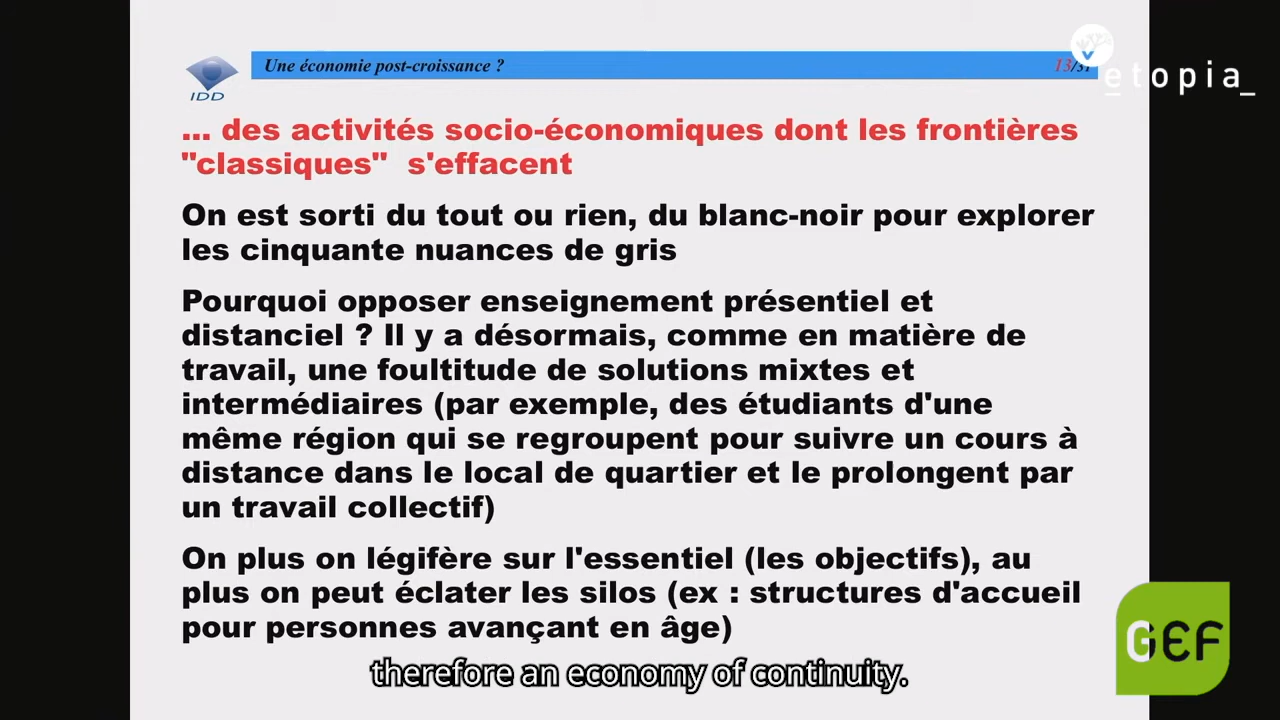 Une économie post-croissance ?
13/31
etopia_
IDD
... des activités socio-économiques dont les frontières
"classiques" s'effacent
On est sorti du tout ou rien, du blanc-noir pour explorer
les cinquante nuances de gris
Pourquoi opposer enseignement présentiel et
distanciel ? Il y a désormais, comme en matière de
travail, une foultitude de solutions mixtes et
intermédiaires (par exemple, des étudiants d'une
même région qui se regroupent pour suivre un cours à
distance dans le local de quartier et le prolongent par
un travail collectif)
On plus on légifère sur l'essentiel (les objectifs), au
plus on peut éclater les silos (ex : structures d'accueil
pour personnes avançant en âge)
GEF
therefore an economy of continuity.